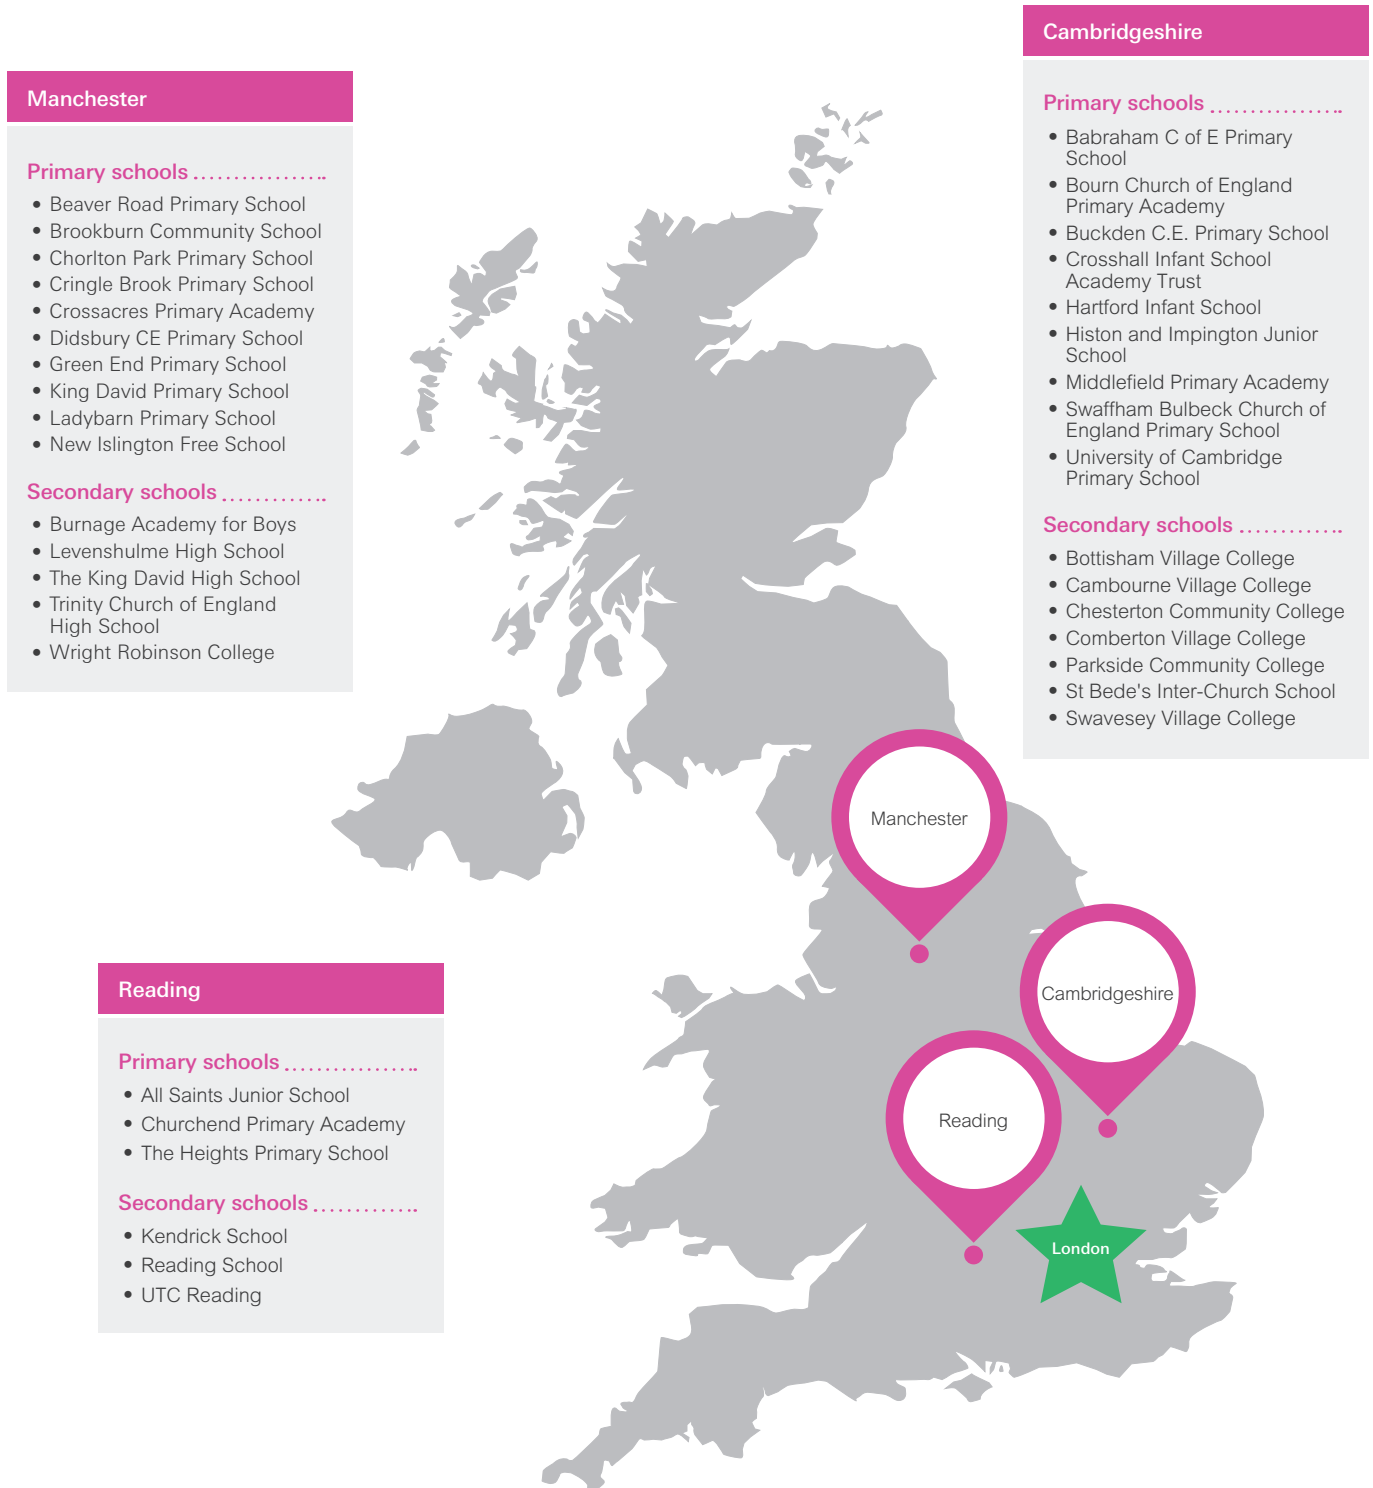 Manchester
Primary schools
• Beaver Road Primary School
• Brookburn Community School
• Chorlton Park Primary School
• Cringle Brook Primary School
• Crossacres Primary Academy
• Didsbury CE Primary School
• Green End Primary School
• King David Primary School
• Ladybarn Primary School
• New Islington Free School
Secondary schools
• Burnage Academy for Boys
• Levenshulme High School
• The King David High School
• Trinity Church of England
High School
• Wright Robinson College
Cambridgeshire
Primary schools
• Babraham C of E Primary
School
• Bourn Church of England
Primary Academy
• Buckden C.E. Primary School
• Crosshall Infant School
Academy Trust
• Hartford Infant School
• Histon and Impington Junior
School
• Middlefield Primary Academy
• Swaffham Bulbeck Church of
England Primary School
• University of Cambridge
Primary School
Secondary schools
• Bottisham Village College
• Cambourne Village College
• Chesterton Community College
• Comberton Village College
• Parkside Community College
• St Bede's Inter-Church School
• Swavesey Village College
Reading
Primary schools
• All Saints Junior School
• Churchend Primary Academy
• The Heights Primary School
Secondary schools
• Kendrick School
• Reading School
• UTC Reading
Manchester
Cambridgeshire
Reading
London